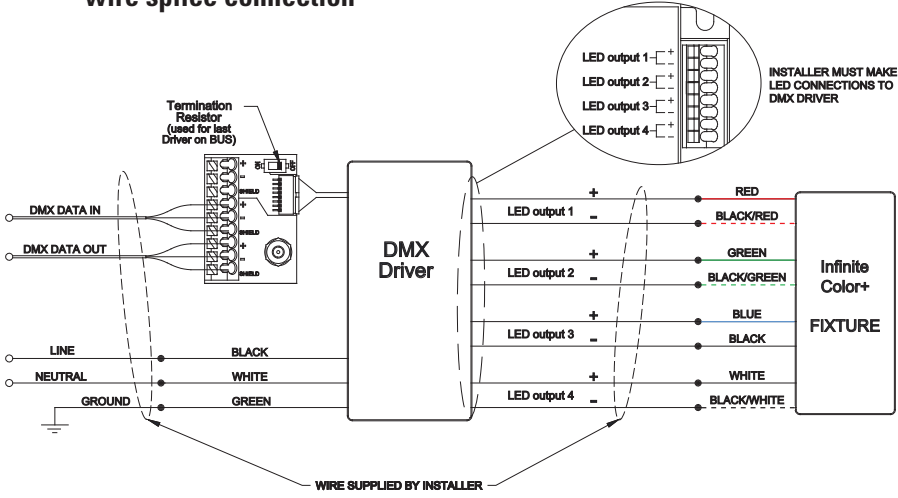 Wire splice connection
LED output 1 +
-
LED output 2 +
-
LED output 3 +
-
LED output 4 +
-
INSTALLER MUST MAKE
LED CONNECTIONS TO
DMX DRIVER
Termination
Resistor
(used for last
Driver on BUS)
ON
OFF
+
-
SHIELD
+
-
SHIELD
+
-
SHIELD
DMX DATA IN
DMX DATA OUT
LINE
BLACK
NEUTRAL
WHITE
GROUND
GREEN
DMX
Driver
+
LED output 1
-
+
LED output 2
-
+
LED output 3
-
+
LED output 4
-
RED
BLACK/RED
GREEN
BLACK/GREEN
BLUE
BLACK
WHITE
BLACK/WHITE
Infinite
Color+
FIXTURE
WIRE SUPPLIED BY INSTALLER